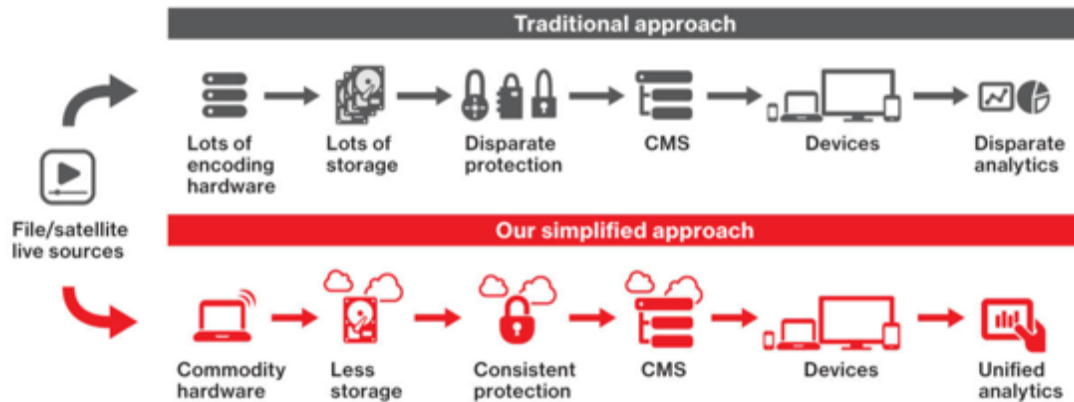 Traditional approach
Lots of
encoding
hardware
Lots of
storage
Disparate
protection
CMS
Devices
Disparate
analytics
File/satellite
live sources
Our simplified approach
Commodity
hardware
Less
storage
Consistent
protection
CMS
Devices
Unified
analytics